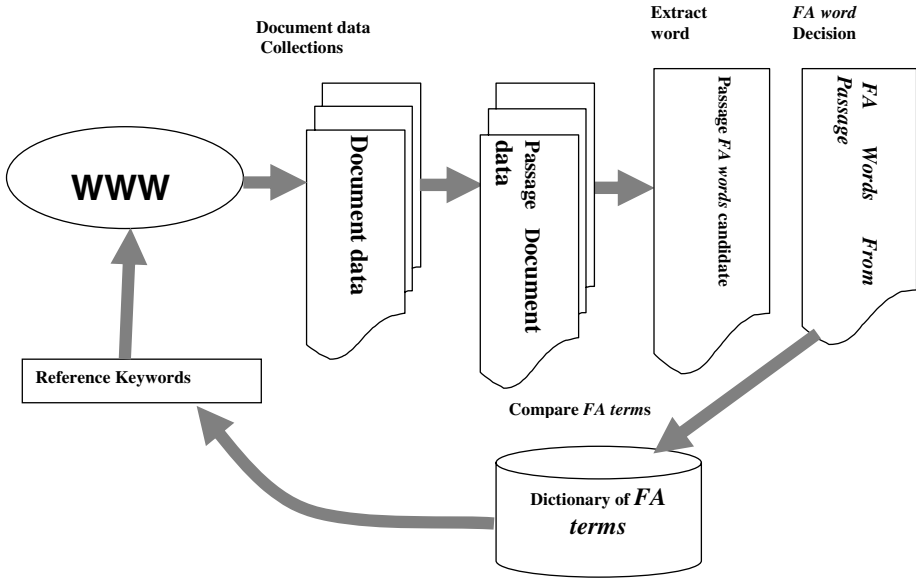 Document data
Collections
Extract
word
FA word
Decision
WWW
Document data
Passage Document
data
Passage FA words candidate
FA Words From
Passage
Reference Keywords
Compare FA terms
Dictionary of FA
terms